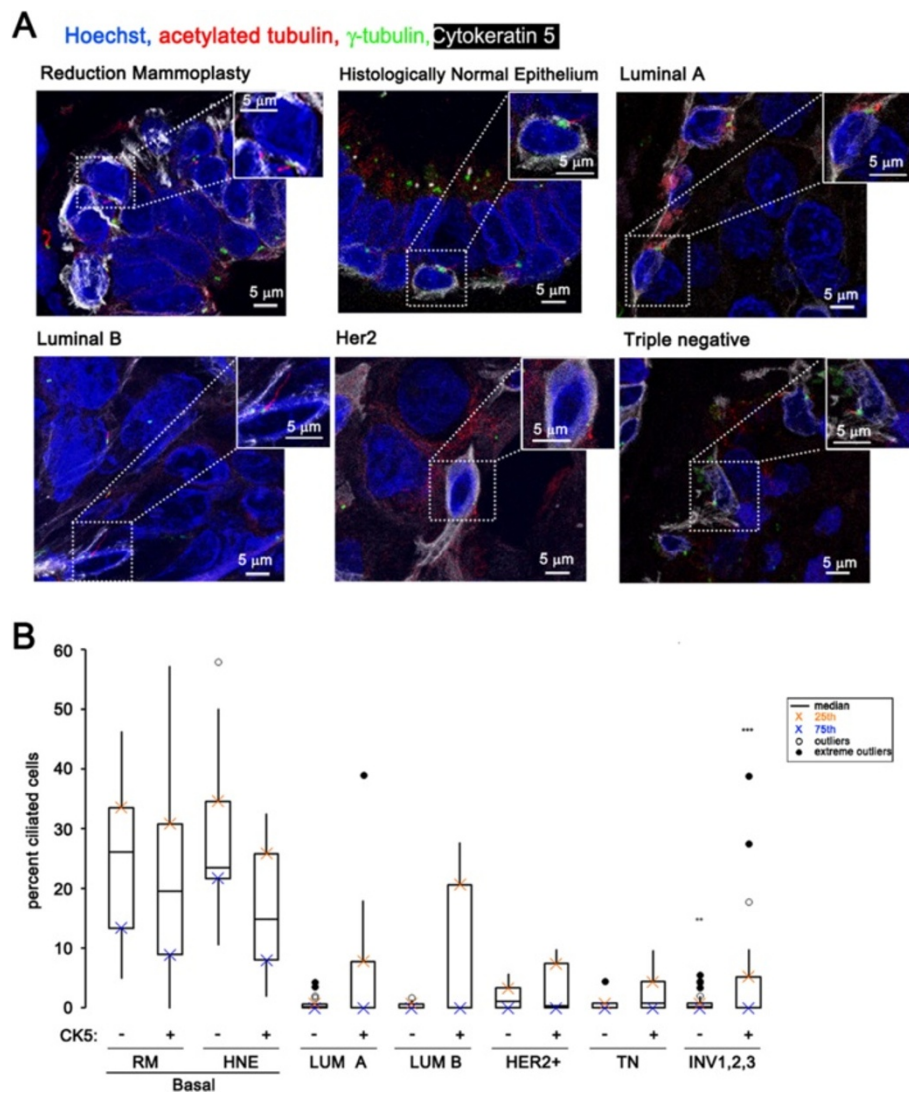 A
Hoechst, acetylated tubulin, γ-tubulin, Cytokeratin 5
Reduction Mammoplasty
Histologically Normal Epithelium
Luminal A
5 μm
5 μm
5 μm
5 μm
5 μm
5 μm
Luminal B
Her2
Triple negative
5 μm
5 μm
5 μm
5 μm
5 μm
5 μm
B
percent ciliated cells
60
50
40
30
20
10
0
median
25th
75th
outliers
extreme outliers
***
**
CK5: - + - + - + - + - + - + - +
RM HNE LUM A LUM B HER2+ TN INV1,2,3
Basal